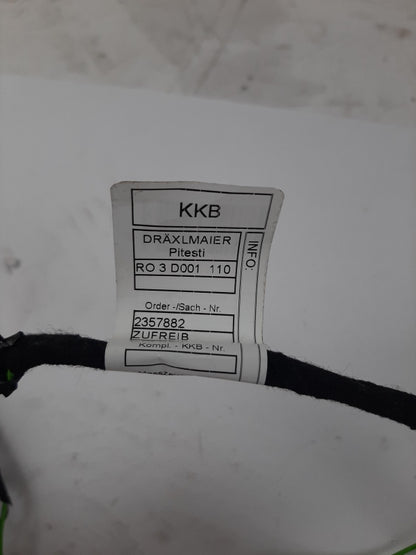 KKB
DRÄXLMAIER
Pitesti
RO 3 D001 110
INFO:
Order -/Sach - Nr.
2357882
ZUFREIB
Kompl. - KKB - Nr.